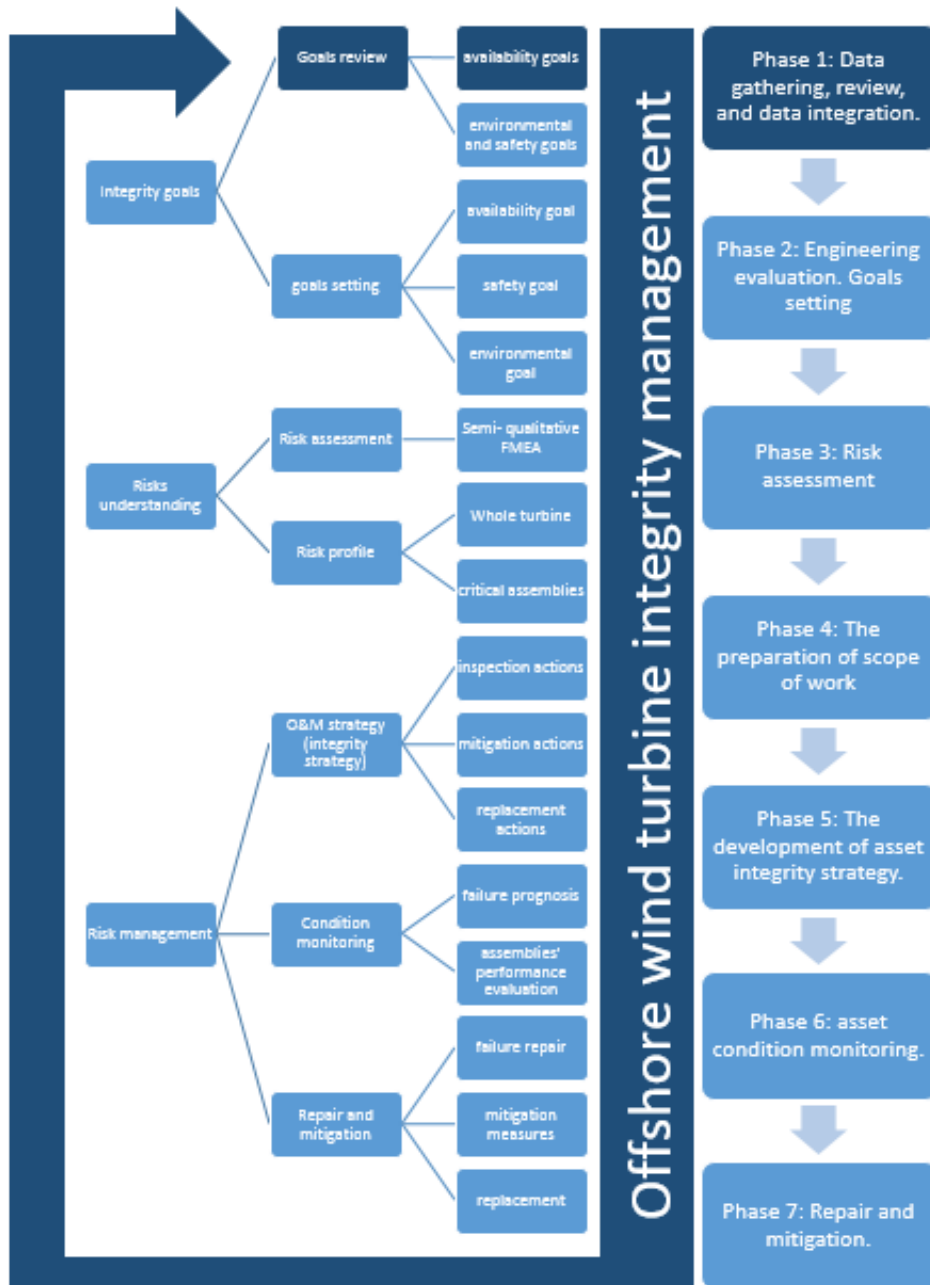 Goals review
availability goals
environmental
and safety goals
Integrity goals
availability goal
goals setting
safety goal
environmental
goal
Risk assessment
Semi- qualitative
FMEA
Risks
understanding
Whole turbine
Risk profile
critical assemblies
inspection actions
O&M strategy
(integrity
strategy)
mitigation actions
replacement
actions
failure prognosis
Risk management
Condition
monitoring
assemblies'
performance
evaluation
failure repair
Repair and
mitigation
mitigation
measures
replacement
Offshore wind turbine integrity management
Phase 1: Data
gathering, review,
and data integration.
Phase 2: Engineering
evaluation. Goals
setting
Phase 3: Risk
assessment
Phase 4: The
preparation of scope
of work
Phase 5: The
development of asset
integrity strategy.
Phase 6: asset
condition monitoring.
Phase 7: Repair and
mitigation.